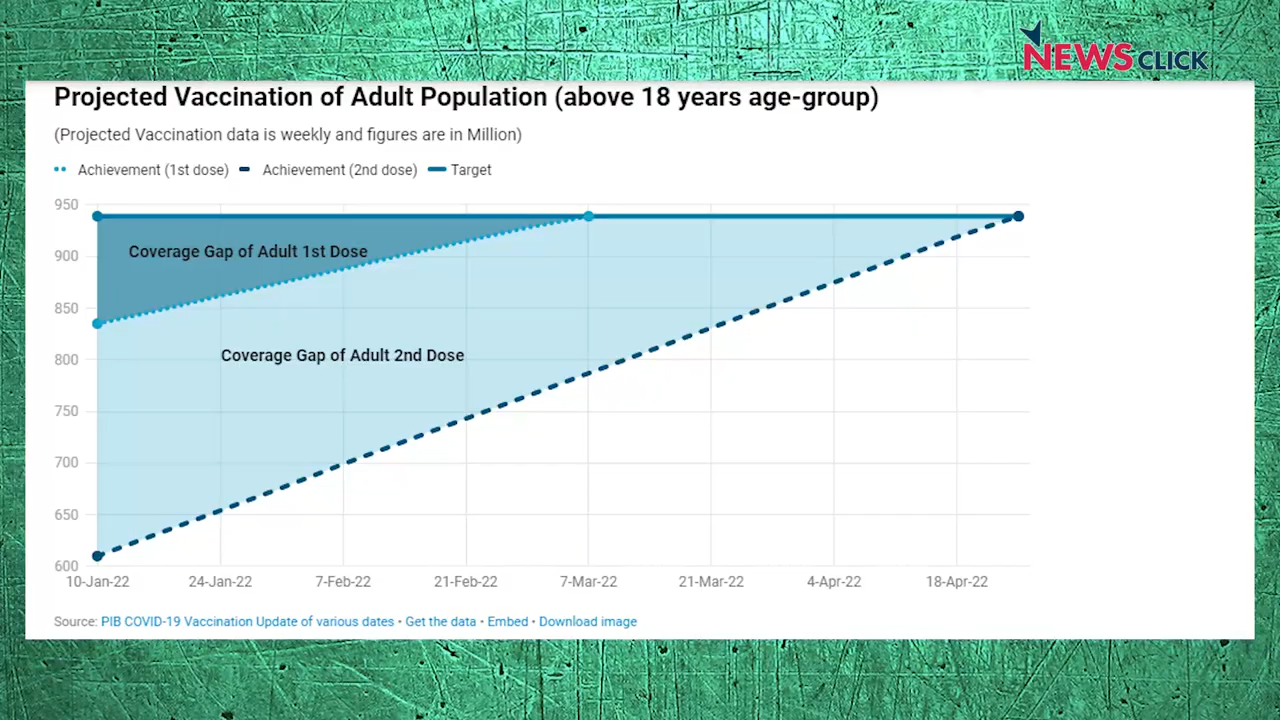 NEWSCLICK
Projected Vaccination of Adult Population (above 18 years age-group)
(Projected Vaccination data is weekly and figures are in Million)
Achievement (1st dose) Achievement (2nd dose) Target
950
900
850
800
750
700
650
600
Coverage Gap of Adult 1st Dose
Coverage Gap of Adult 2nd Dose
10-Jan-22 24-Jan-22 7-Feb-22 21-Feb-22 7-Mar-22 21-Mar-22 4-Apr-22 18-Apr-22
Source: PIB COVID-19 Vaccination Update of various dates • Get the data • Embed • Download image